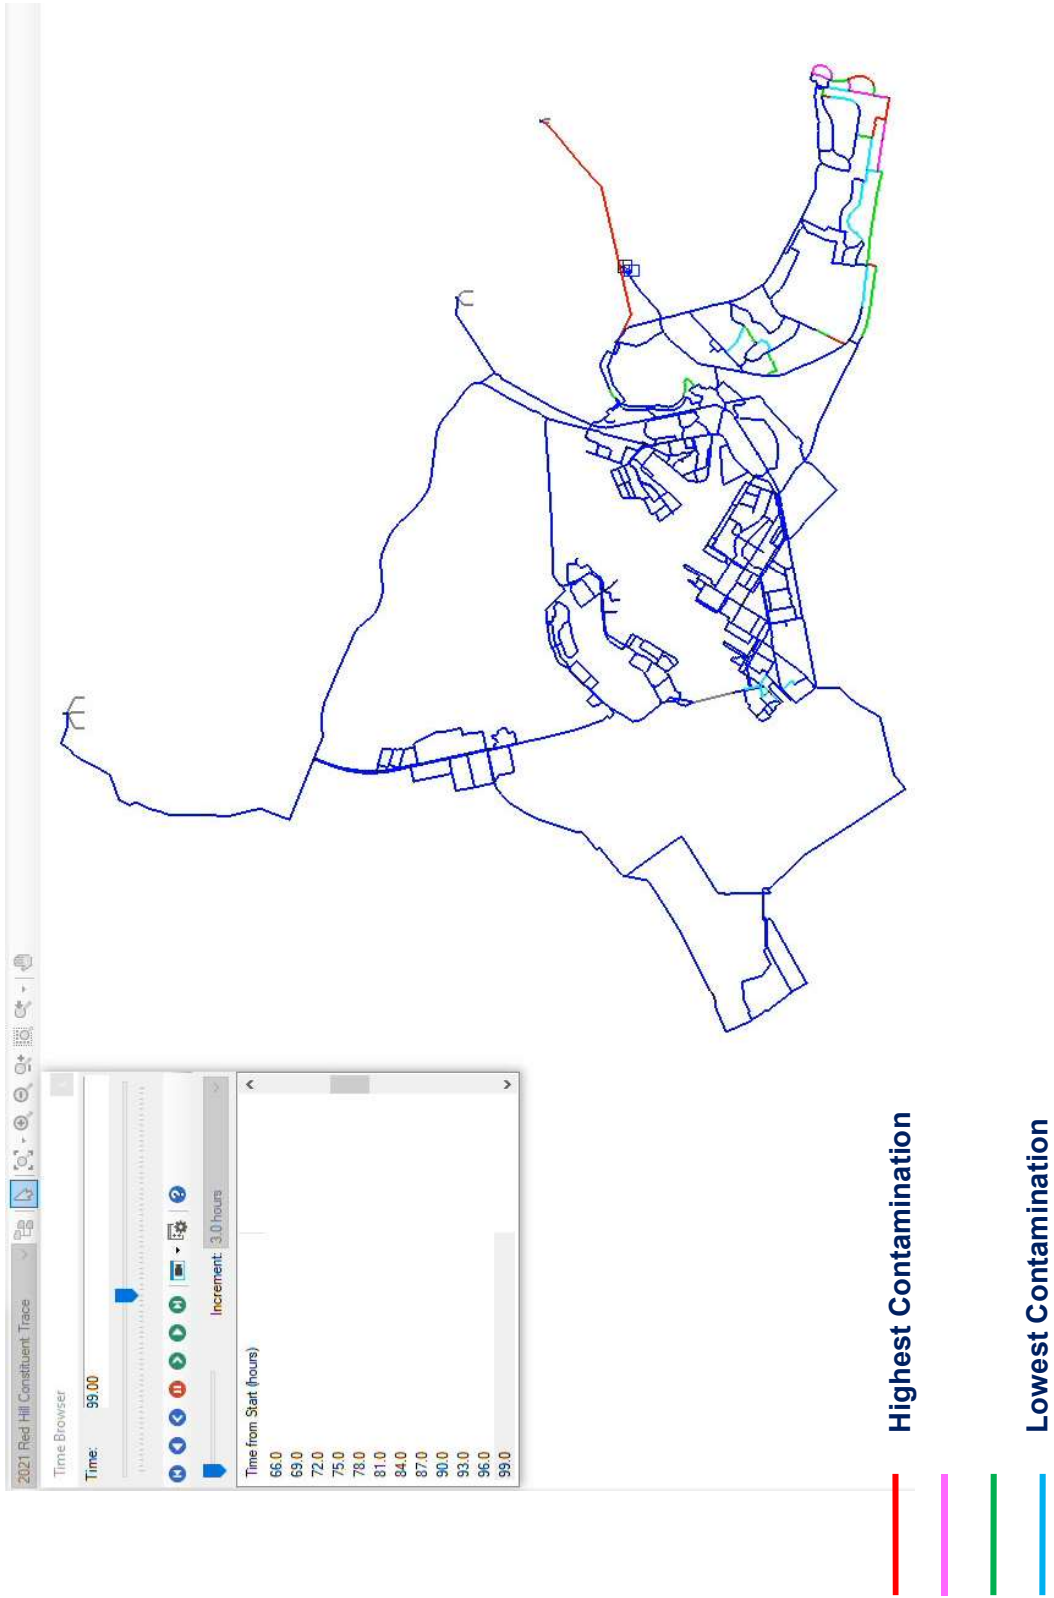 2021 Red Hill Constituent Trace
Time Browser
Time: 99.00
Increment: 3.0 hours
Time from Start (hours)
66.0
69.0
72.0
75.0
78.0
81.0
84.0
87.0
90.0
93.0
96.0
99.0
Highest Contamination
Lowest Contamination